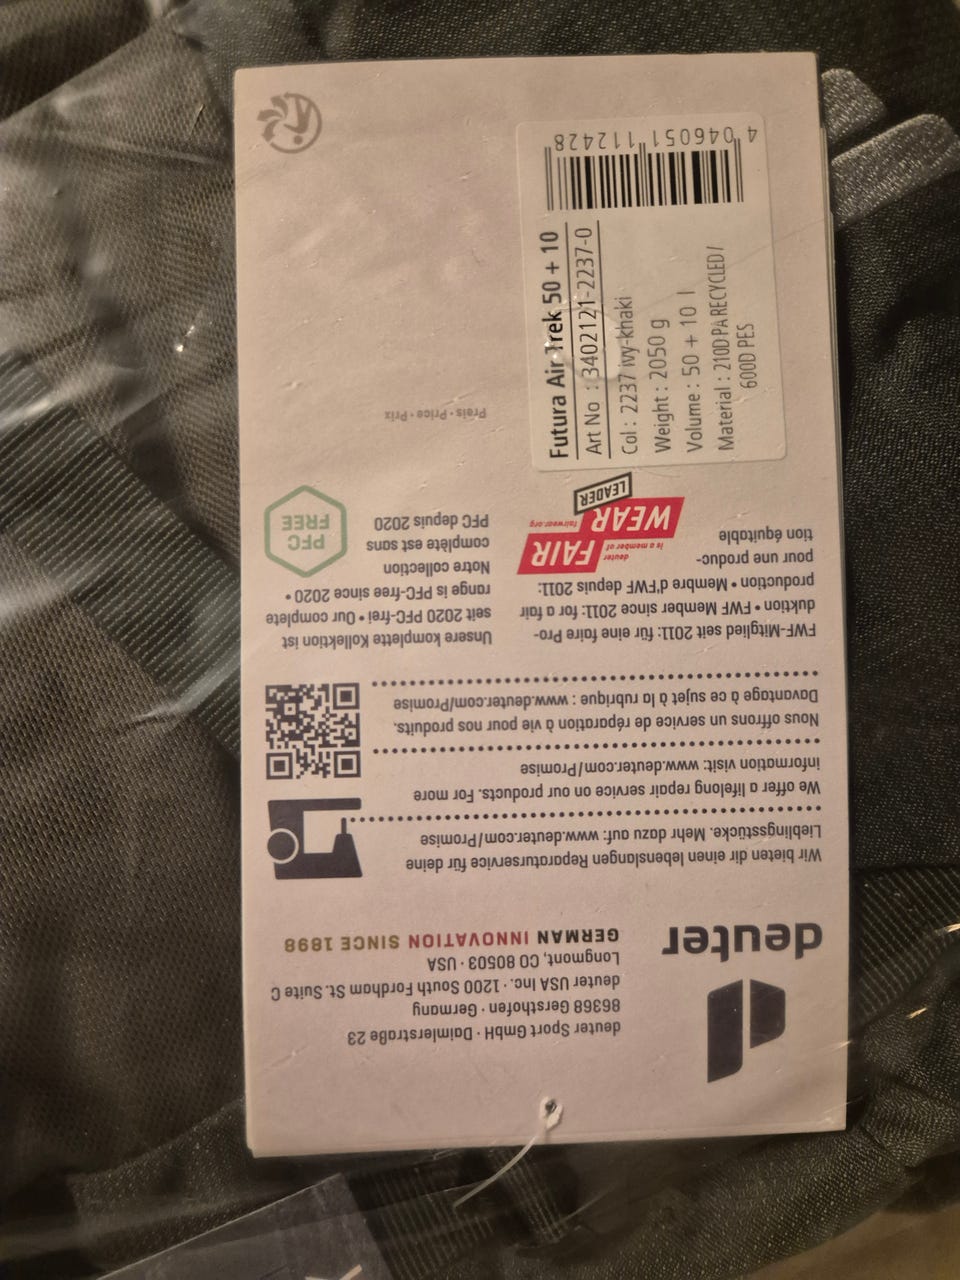 deuter
deuter Sport GmbH · Daimlerstraße 23
86368 Gersthofen · Germany
deuter USA Inc. · 1200 South Fordham St. Suite C
Longmont, CO 80503 · USA
GERMAN INNOVATION SINCE 1898
Wir bieten dir einen lebenslangen Reparaturservice für deine
Lieblingsstücke. Mehr dazu auf: www.deuter.com/Promise
We offer a lifelong repair service on our products. For more
information visit: www.deuter.com/Promise
Nous offrons un service de réparation à vie pour nos produits.
Davantage à ce sujet à la rubrique : www.deuter.com/Promise
FWF-Mitglied seit 2011: für eine faire Pro-
duktion • FWF Member since 2011: for a fair
production • Membre d'FWF depuis 2011:
pour une produc-
tion équitable
deuter
is a member of
FAIR
WEAR
fairwear.org
LEADER
Unsere komplette Kollektion ist
seit 2020 PFC-frei • Our complete
range is PFC-free since 2020 •
Notre collection
complète est sans
PFC depuis 2020
PFC
FREE
Preis · Price · Prix
Futura Air Trek 50 + 10
Art No : 3402121-2237-0
Col : 2237 ivy-khaki
Weight : 2050 g
Volume : 50 + 10 l
Material : 210D PA RECYCLED /
600D PES
4 046051 112428